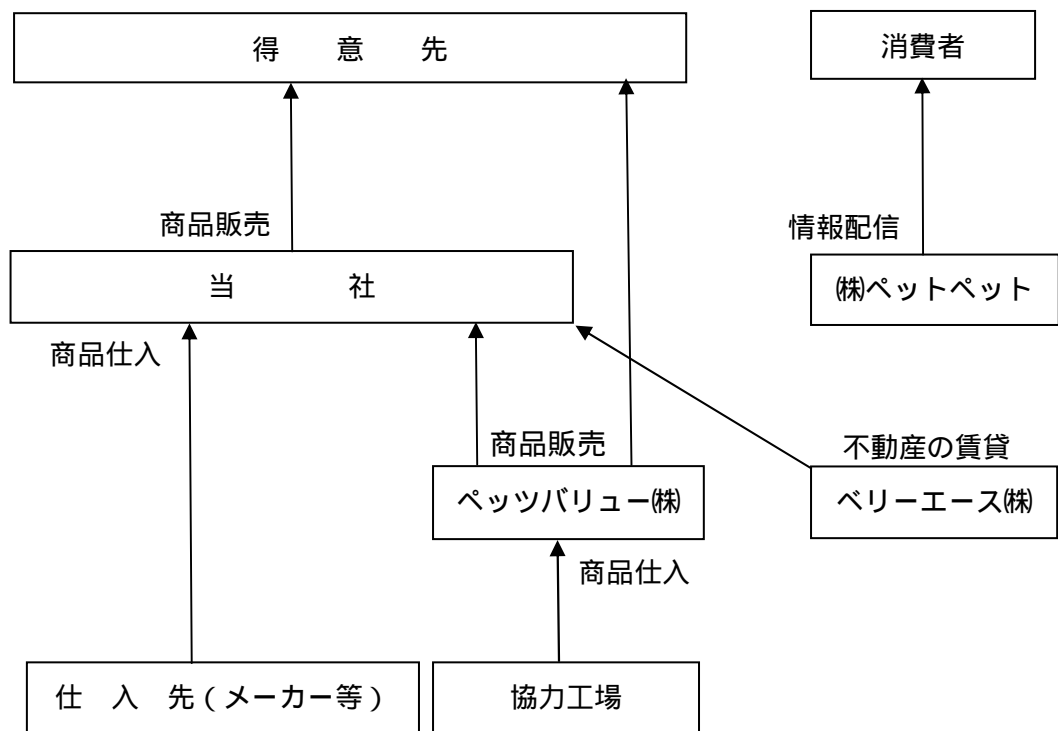 得　意　先
消費者
商品販売
情報配信
当　社
㈱ペットペット
商品仕入
商品販売
不動産の賃貸
ペッツバリュー㈱
ベリーエース㈱
商品仕入
仕　入　先（メーカー等）
協力工場